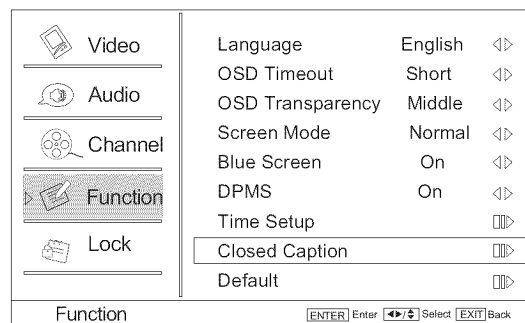 Video
Audio
Channel
Function
Lock
Language English
OSD Timeout Short
OSD Transparency Middle
Screen Mode Normal
Blue Screen On
DPMS On
Time Setup
Closed Caption
Default
Function ENTER Enter ◀▶/◆ Select EXIT Back